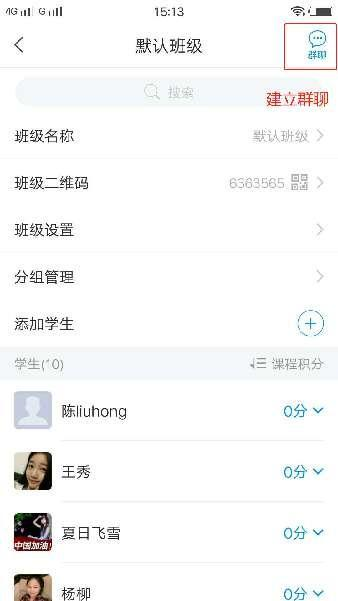 4G G 15:13
默认班级
群聊
搜索
建立群聊
班级名称 默认班级
班级二维码 6363565
班级设置
分组管理
添加学生
学生(10) 课程积分
陈liuhong 0分
王秀 0分
夏日飞雪 0分
中国加油!
杨柳 0分